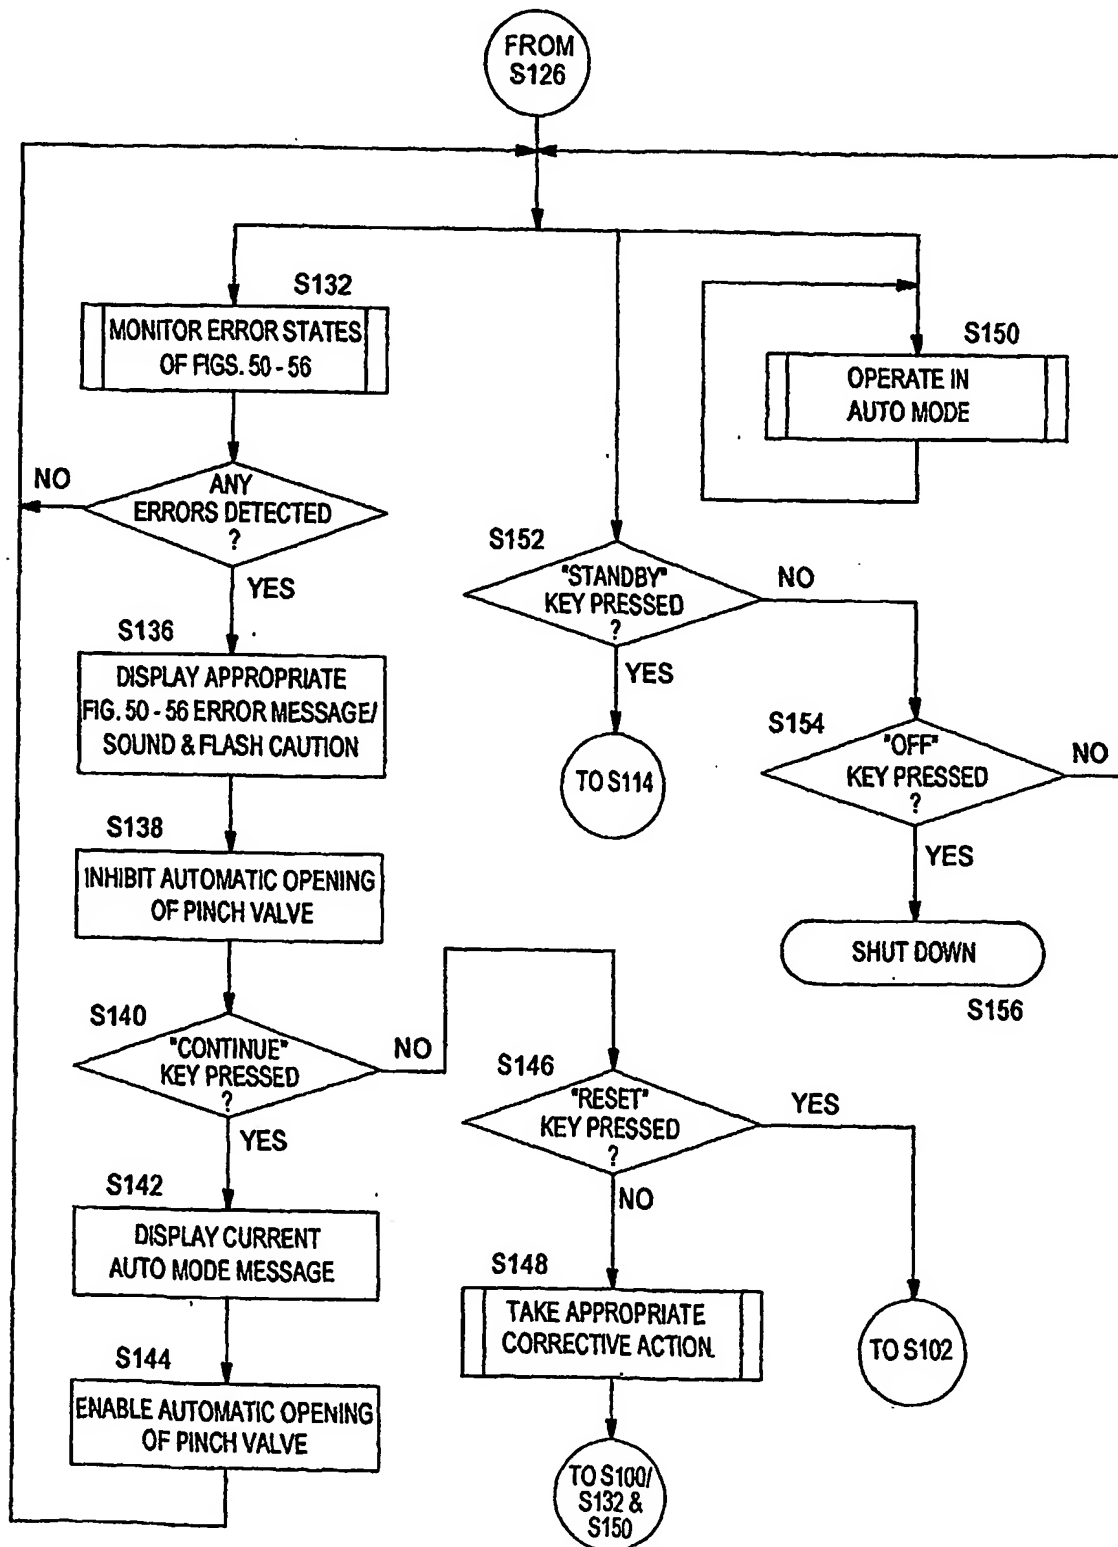 FROM
S126
S132
MONITOR ERROR STATES
OF FIGS. 50 - 56
S150
OPERATE IN
AUTO MODE
NO
ANY
ERRORS DETECTED
?
YES
S152
"STANDBY"
KEY PRESSED
?
NO
YES
S136
DISPLAY APPROPRIATE
FIG. 50 - 56 ERROR MESSAGE/
SOUND & FLASH CAUTION
TO S114
S154
"OFF"
KEY PRESSED
?
NO
YES
S138
INHIBIT AUTOMATIC OPENING
OF PINCH VALVE
SHUT DOWN
S156
S140
"CONTINUE"
KEY PRESSED
?
NO
YES
S146
"RESET"
KEY PRESSED
?
YES
NO
S142
DISPLAY CURRENT
AUTO MODE MESSAGE
S148
TAKE APPROPRIATE
CORRECTIVE ACTION.
TO S102
S144
ENABLE AUTOMATIC OPENING
OF PINCH VALVE
TO S100/
S132 &
S150